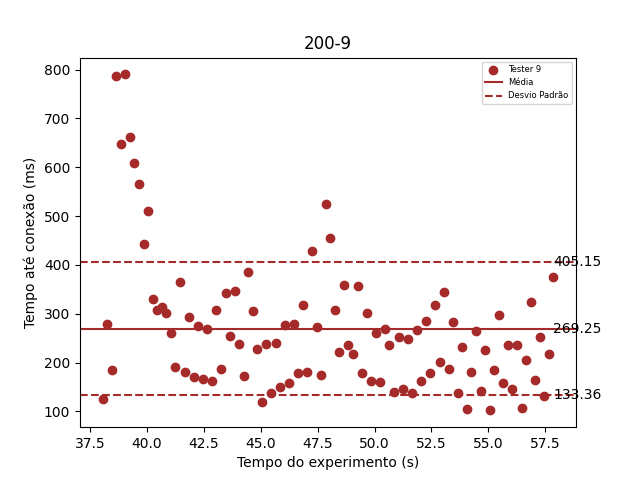 200-9
Tester 9
Média
Desvio Padrão
800
700
600
500
400
300
200
100
405.15
269.25
133.36
37.5 40.0 42.5 45.0 47.5 50.0 52.5 55.0 57.5
Tempo até conexão (ms)
Tempo do experimento (s)